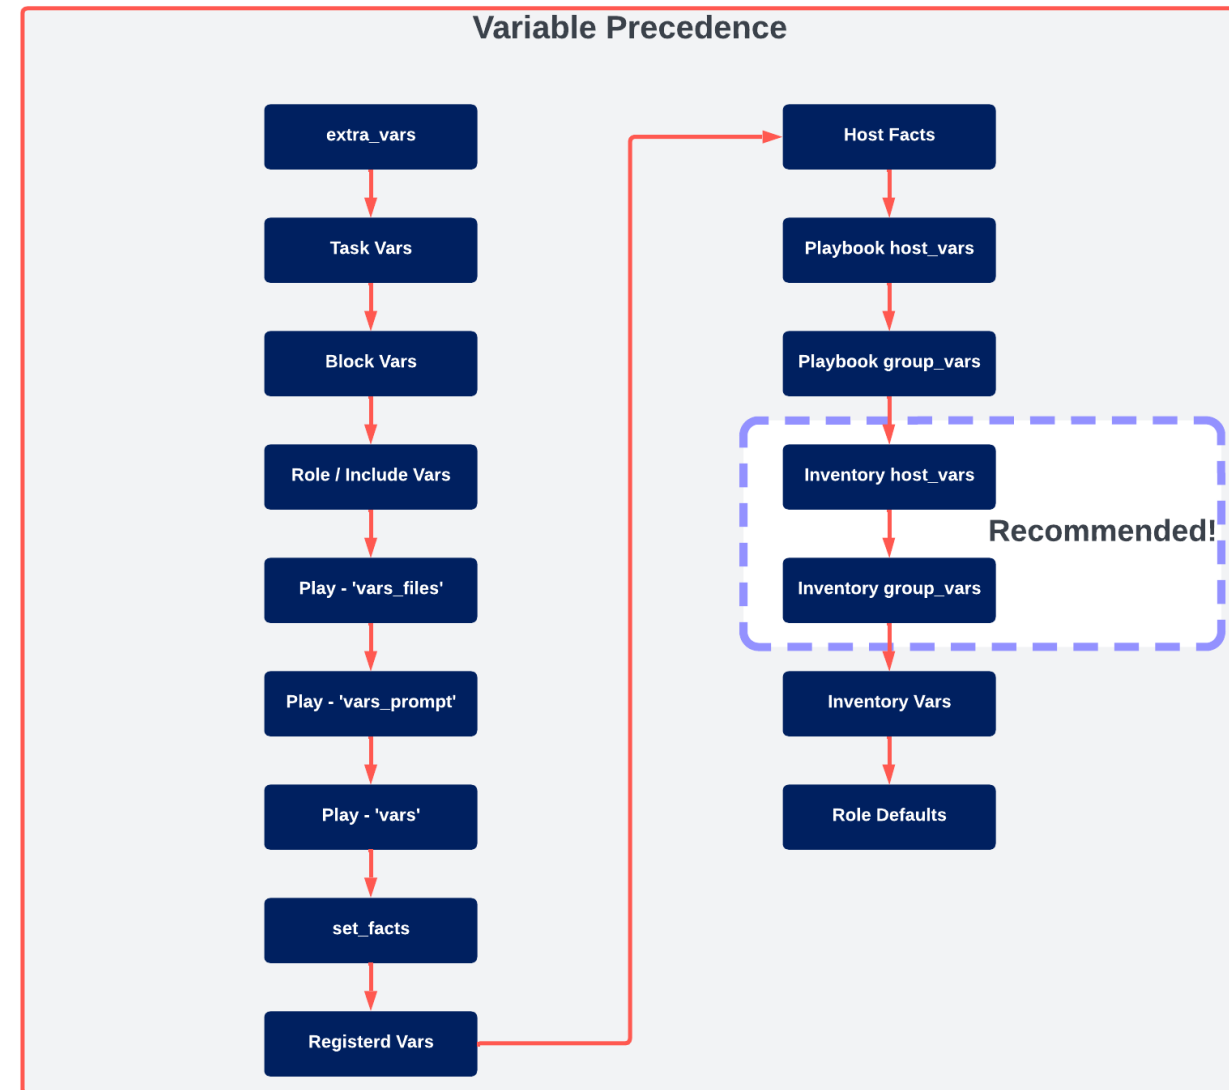 Variable Precedence
extra_vars
Task Vars
Block Vars
Role / Include Vars
Play - 'vars_files'
Play - 'vars_prompt'
Play - 'vars'
set_facts
Registerd Vars
Host Facts
Playbook host_vars
Playbook group_vars
Inventory host_vars
Recommended!
Inventory group_vars
Inventory Vars
Role Defaults